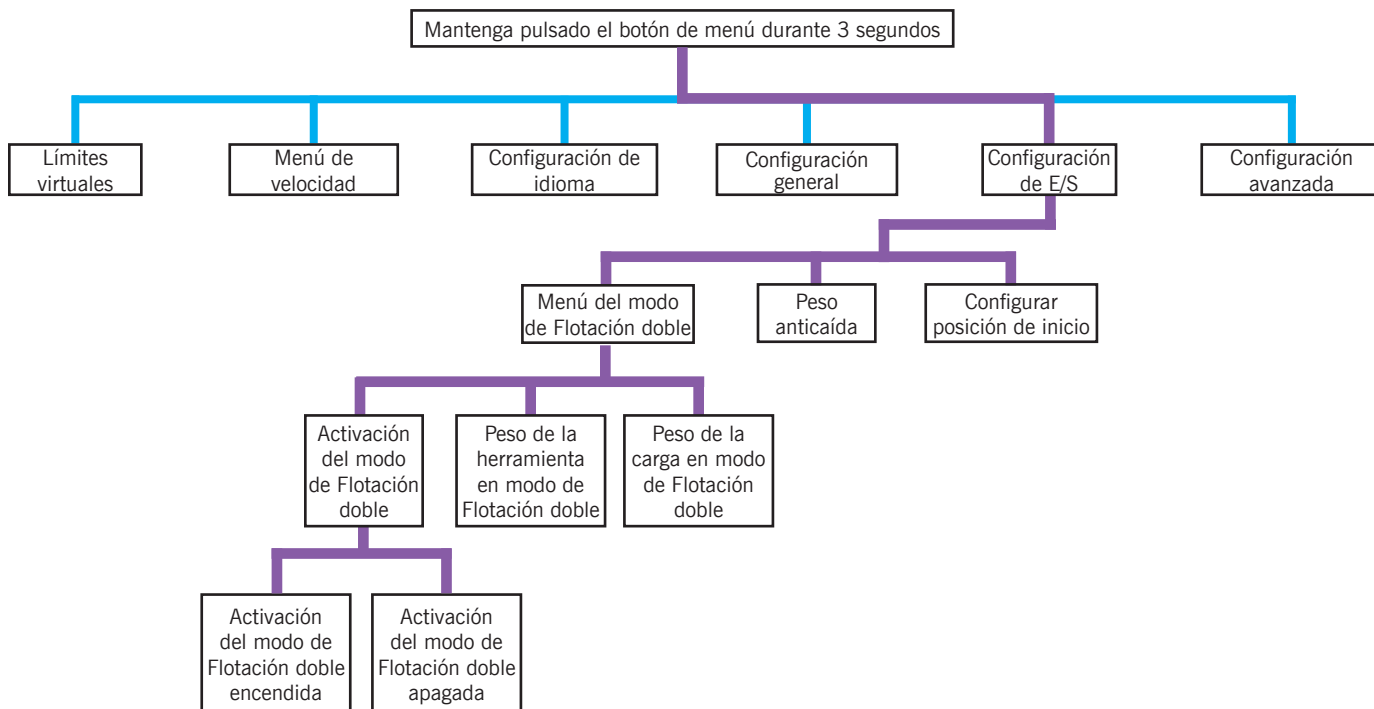 Mantenga pulsado el botón de menú durante 3 segundos
Límites
virtuales
Menú de
velocidad
Configuración de
idioma
Configuración
general
Configuración
de E/S
Configuración
avanzada
Menú del modo
de Flotación doble
Peso
anticaída
Configurar
posición de inicio
Activación
del modo
de Flotación
doble
Peso de la
herramienta
en modo de
Flotación doble
Peso de la
carga en modo
de Flotación
doble
Activación
del modo de
Flotación doble
encendida
Activación
del modo de
Flotación doble
apagada